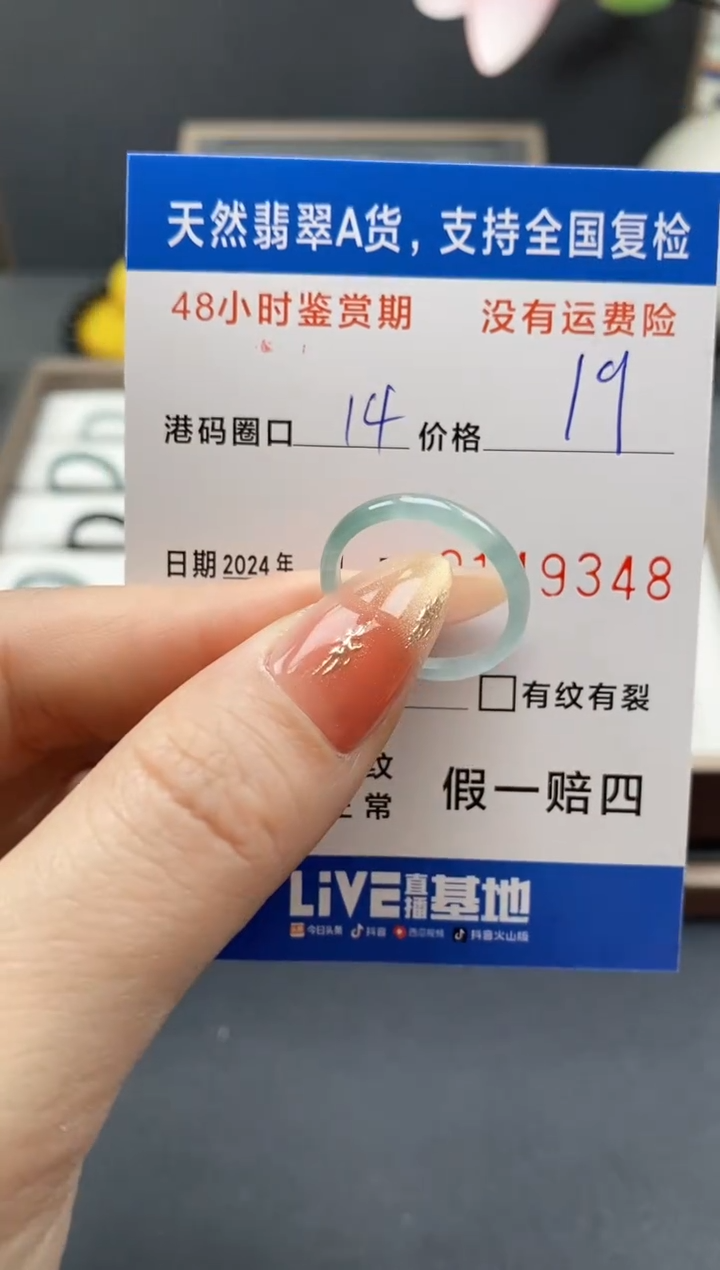 天然翡翠A货，支持全国复检
48小时鉴赏期 没有运费险
港码圈口 14 价格 19
日期 2024 年 9348
□有纹有裂
纹
常 假一赔四
LiVE直播基地
今日头条 抖音 西瓜视频 抖音火山版